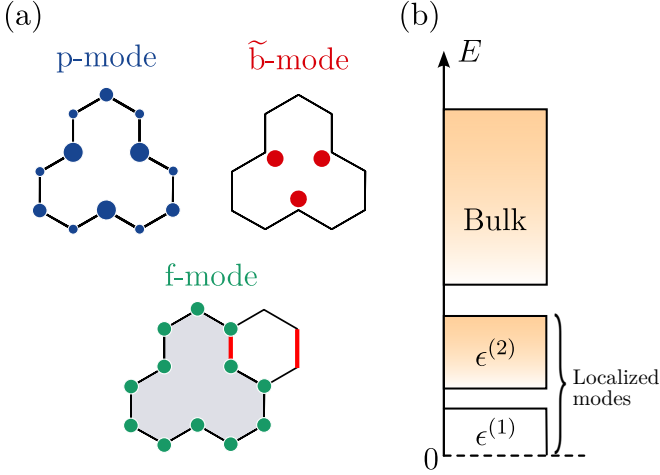 (a)
p-mode
b̃-mode
f-mode
(b)
E
Bulk
ϵ⁽²⁾
ϵ⁽¹⁾
Localized
modes
0